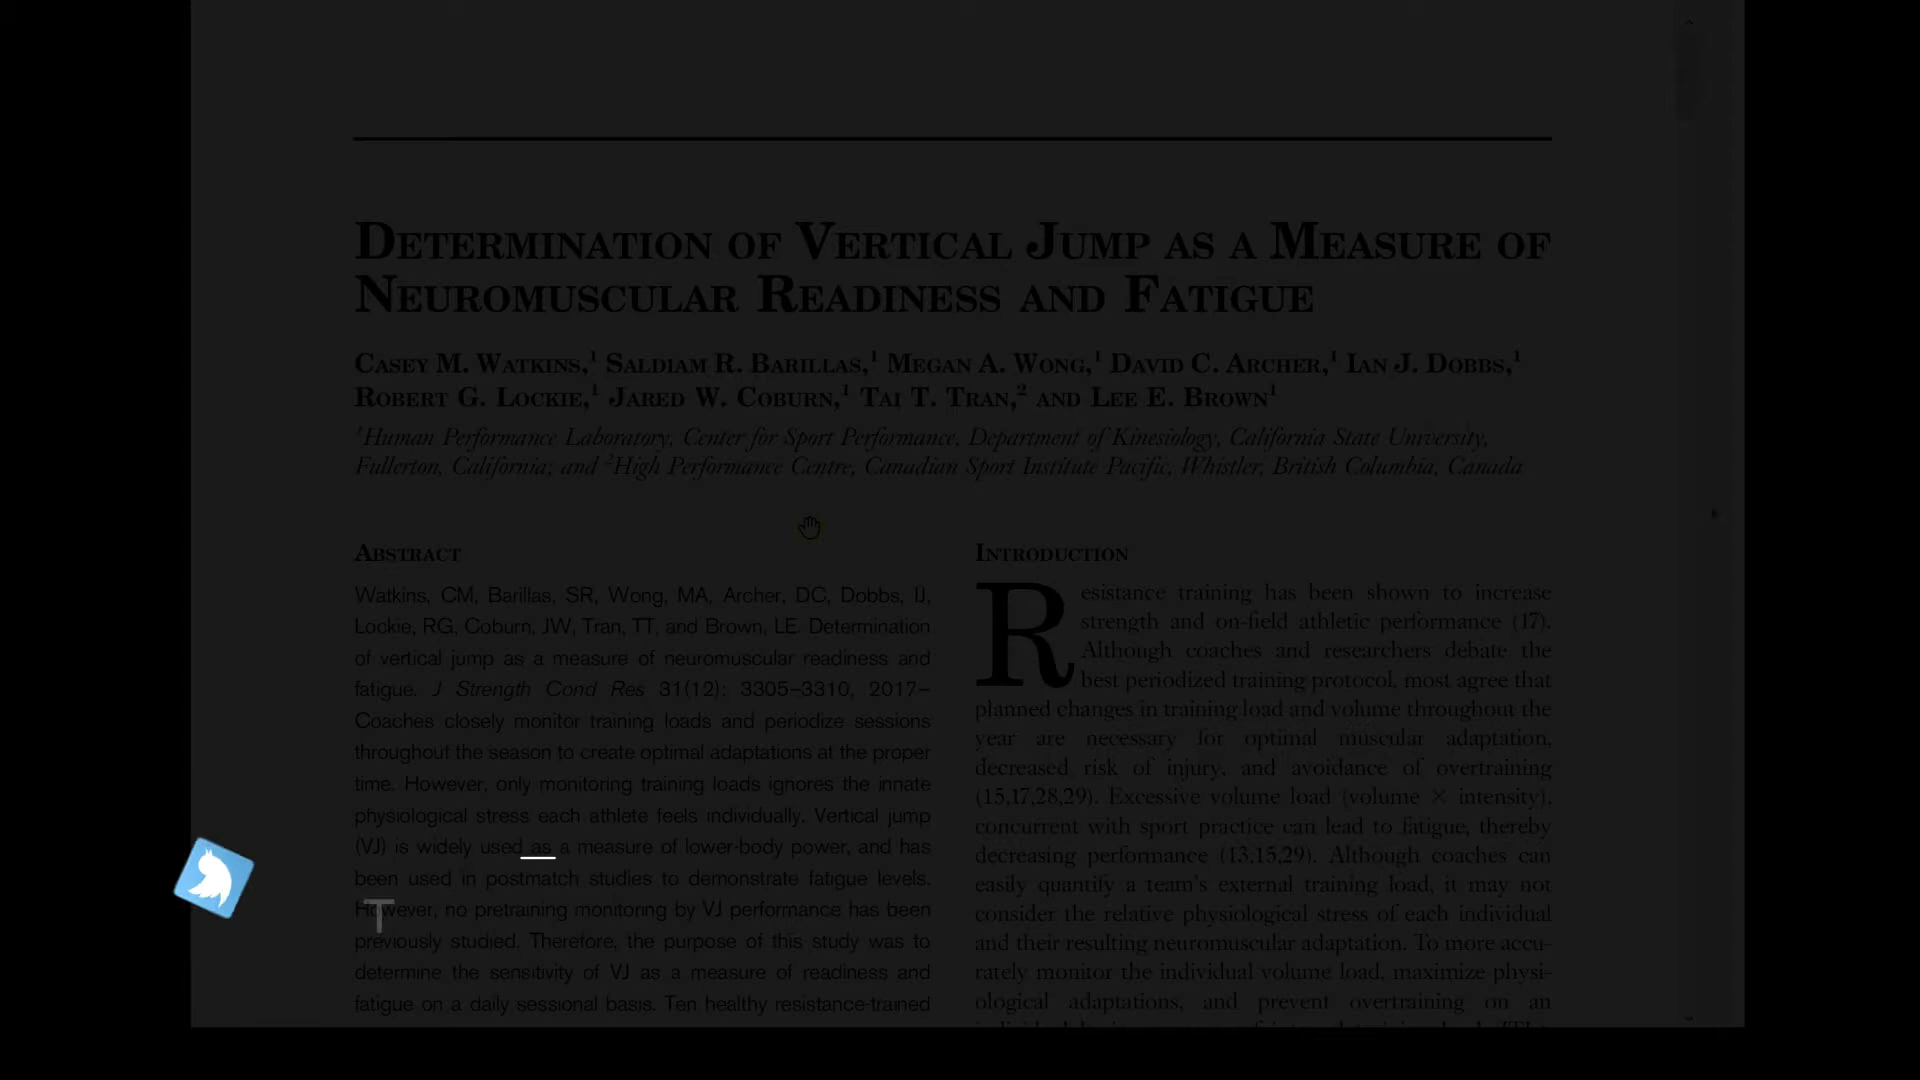 DETERMINATION OF VERTICAL JUMP AS A MEASURE OF
NEUROMUSCULAR READINESS AND FATIGUE
CASEY M. WATKINS,¹ SALDIAM R. BARILLAS,¹ MEGAN A. WONG,¹ DAVID C. ARCHER,¹ IAN J. DOBBS,¹
ROBERT G. LOCKIE,¹ JARED W. COBURN,¹ TAI T. TRAN,² AND LEE E. BROWN¹
¹Human Performance Laboratory, Center for Sport Performance, Department of Kinesiology, California State University,
Fullerton, California; and ²High Performance Centre, Canadian Sport Institute Pacific, Whistler, British Columbia, Canada
ABSTRACT
Watkins, CM, Barillas, SR, Wong, MA, Archer, DC, Dobbs, IJ,
Lockie, RG, Coburn, JW, Tran, TT, and Brown, LE. Determination
of vertical jump as a measure of neuromuscular readiness and
fatigue. J Strength Cond Res 31(12): 3305–3310, 2017—
Coaches closely monitor training loads and periodize sessions
throughout the season to create optimal adaptations at the proper
time. However, only monitoring training loads ignores the innate
physiological stress each athlete feels individually. Vertical jump
(VJ) is widely used as a measure of lower-body power, and has
been used in postmatch studies to demonstrate fatigue levels.
However, no pretraining monitoring by VJ performance has been
previously studied. Therefore, the purpose of this study was to
determine the sensitivity of VJ as a measure of readiness and
fatigue on a daily sessional basis. Ten healthy resistance-trained
T
INTRODUCTION
Resistance training has been shown to increase
strength and on-field athletic performance (17).
Although coaches and researchers debate the
best periodized training protocol, most agree that
planned changes in training load and volume throughout the
year are necessary for optimal muscular adaptation,
decreased risk of injury, and avoidance of overtraining
(15,17,28,29). Excessive volume load (volume × intensity),
concurrent with sport practice can lead to fatigue, thereby
decreasing performance (13,15,29). Although coaches can
easily quantify a team's external training load, it may not
consider the relative physiological stress of each individual
and their resulting neuromuscular adaptation. To more accu-
rately monitor the individual volume load, maximize physi-
ological adaptations, and prevent overtraining on an